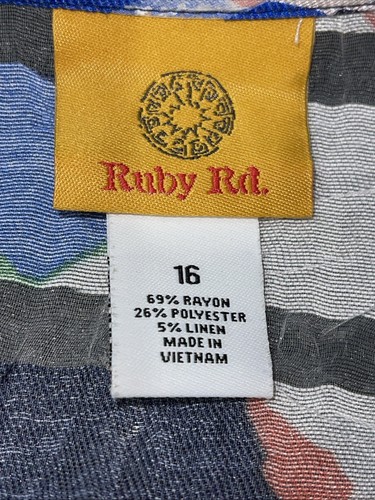 Ruby Rd.
16
69% RAYON
26% POLYESTER
5% LINEN
MADE IN
VIETNAM